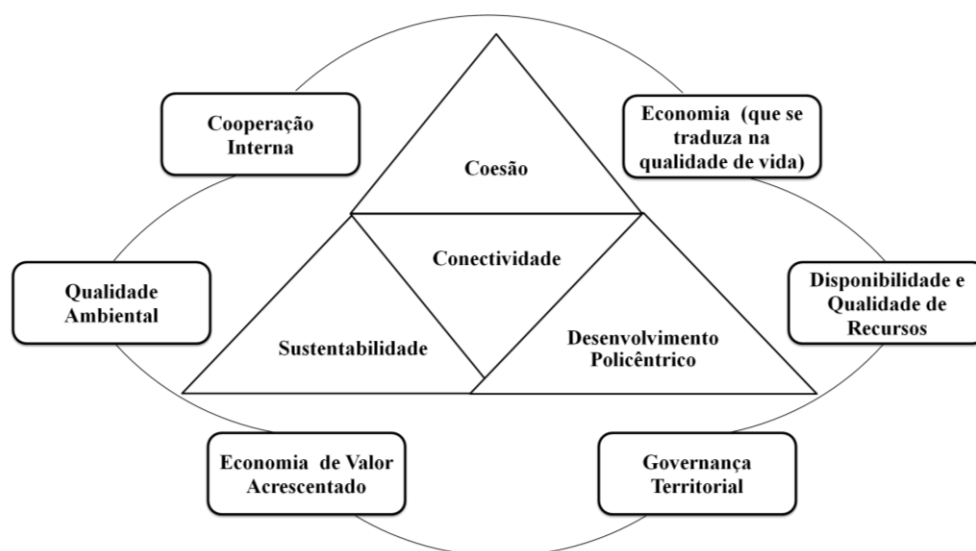 Cooperação
Interna
Economia (que se
traduza na
qualidade de vida)
Coesão
Conectividade
Qualidade
Ambiental
Disponibilidade e
Qualidade de
Recursos
Sustentabilidade
Desenvolvimento
Policêntrico
Economia de Valor
Acrescentado
Governança
Territorial